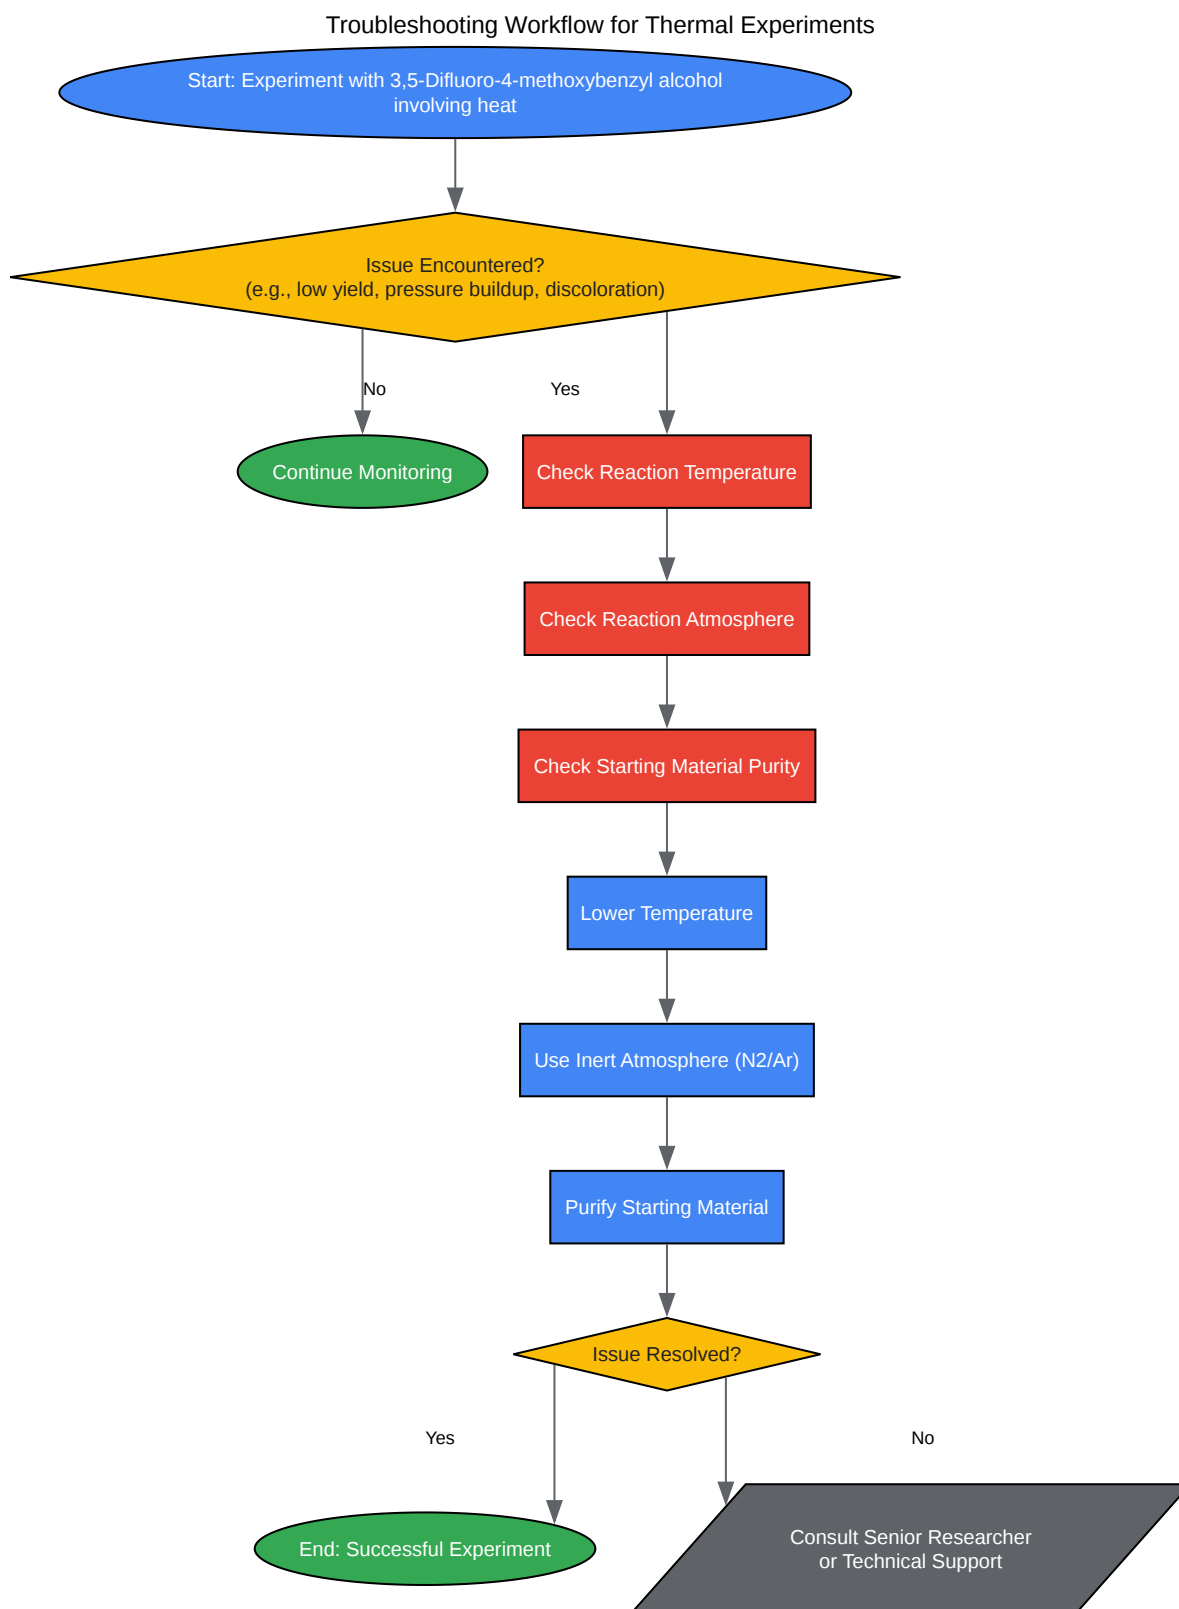 Troubleshooting Workflow for Thermal Experiments
Start: Experiment with 3,5-Difluoro-4-methoxybenzyl alcohol
involving heat
Issue Encountered?
(e.g., low yield, pressure buildup, discoloration)
No
Yes
Continue Monitoring
Check Reaction Temperature
Check Reaction Atmosphere
Check Starting Material Purity
Lower Temperature
Use Inert Atmosphere (N2/Ar)
Purify Starting Material
Issue Resolved?
Yes
No
End: Successful Experiment
Consult Senior Researcher
or Technical Support